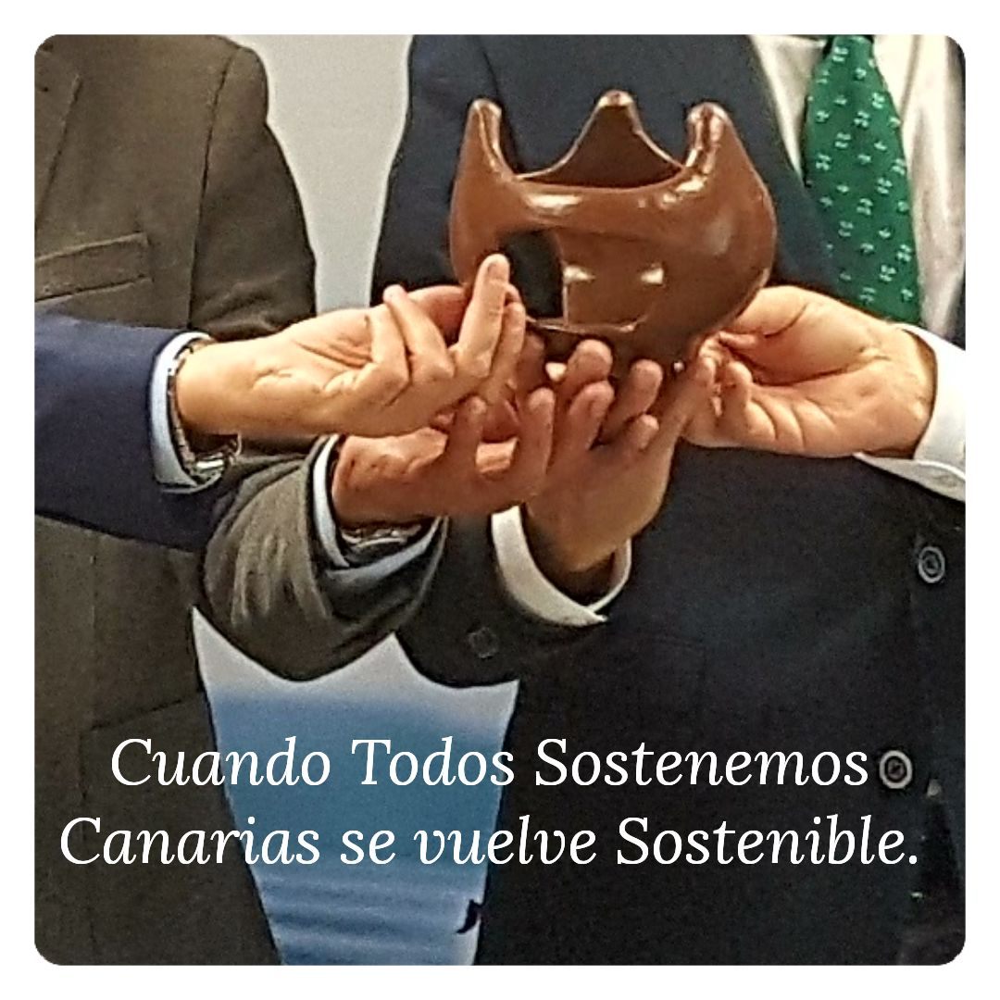 Cuando Todos Sostenemos
Canarias se vuelve Sostenible.